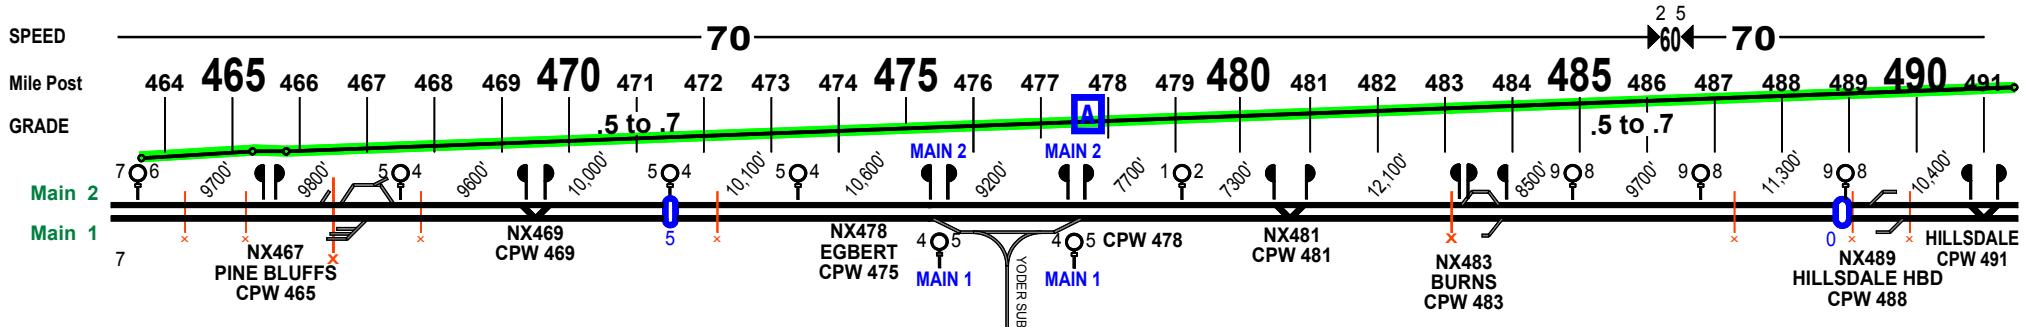 2 5
SPEED 70 60 70
Mile Post 464 465 466 467 468 469 470 471 472 473 474 475 476 477 478 479 480 481 482 483 484 485 486 487 488 489 490 491
A
GRADE .5 to .7 .5 to .7
MAIN 2 MAIN 2
7 6 9700' 9800' 5 4 9600' 10,000' 5 4 10,100' 5 4 10,600' 9200' 7700' 1 2 7300' 12,100' 8500' 9 8 9700' 9 8 11,300' 9 8 10,400'
Main 2
Main 1
7
5
0
NX467
PINE BLUFFS
CPW 465
NX469
CPW 469
NX478
EGBERT
CPW 475
4 5
MAIN 1
YODER SUB
4 5
MAIN 1
CPW 478
NX481
CPW 481
NX483
BURNS
CPW 483
NX489
HILLSDALE HBD
CPW 488
HILLSDALE
CPW 491